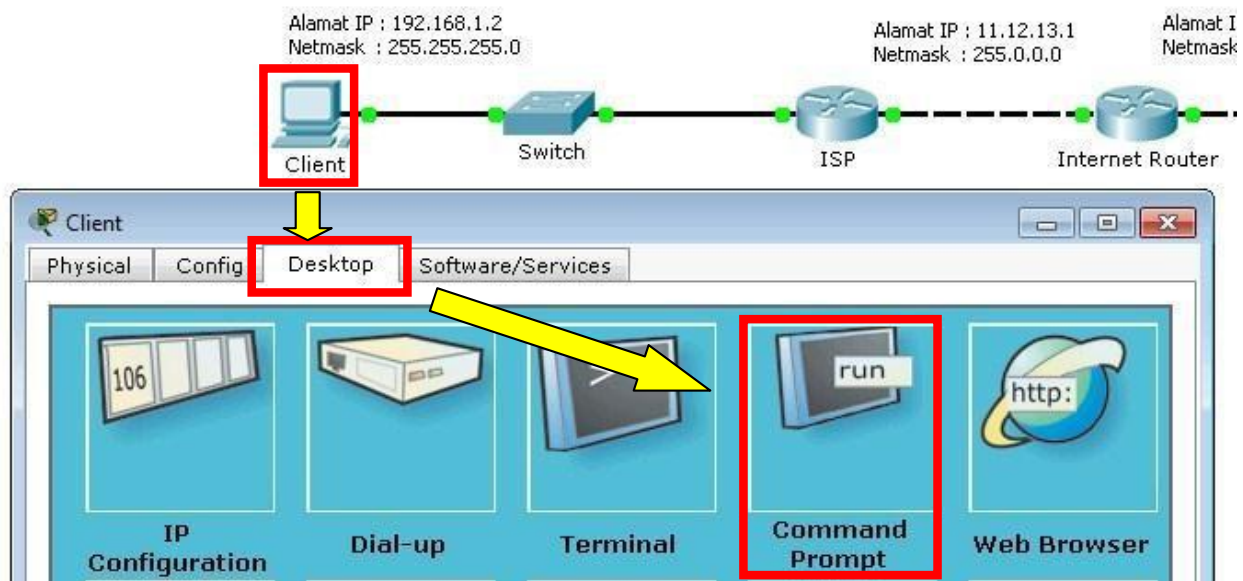 Alamat IP : 192.168.1.2
Netmask : 255.255.255.0
Alamat IP : 11.12.13.1
Netmask : 255.0.0.0
Alamat I
Netmask
Client
Switch
ISP
Internet Router
Client
Physical
Config
Desktop
Software/Services
106
>
run
http:
IP
Configuration
Dial-up
Terminal
Command
Prompt
Web Browser